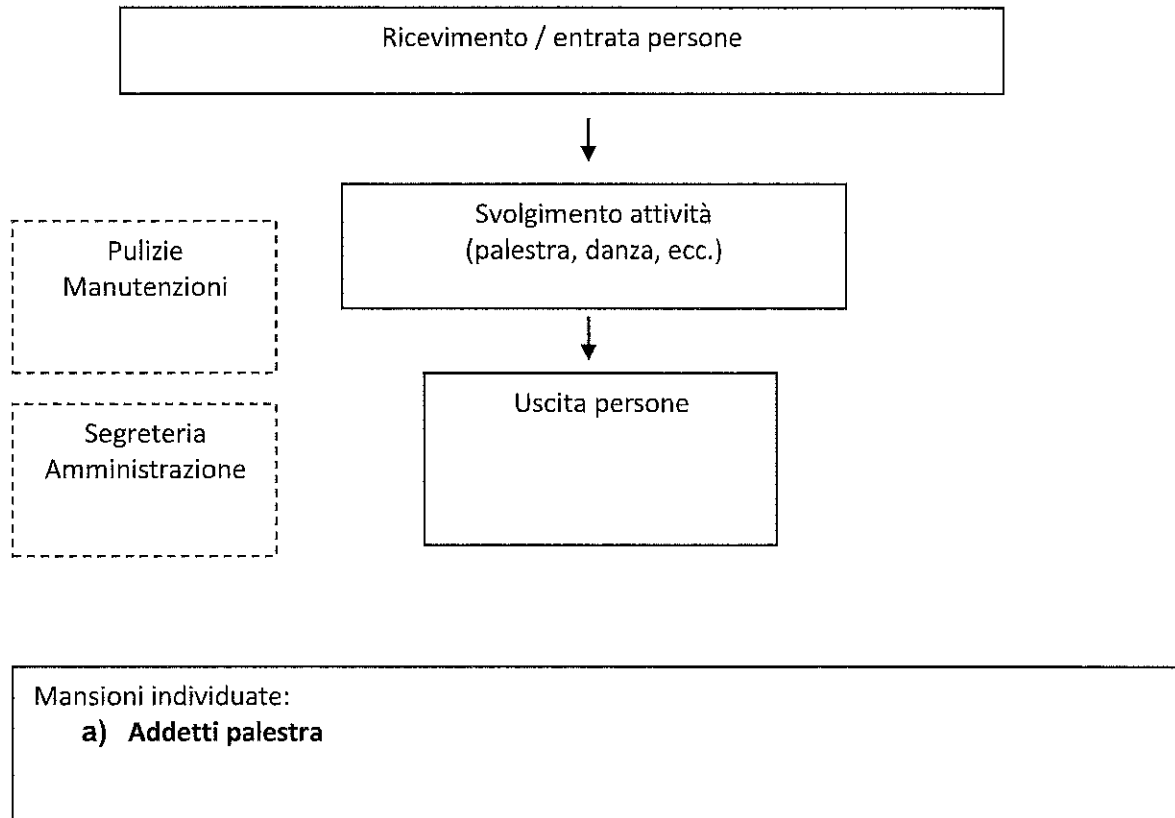 Ricevimento / entrata persone
Svolgimento attività
(palestra, danza, ecc.)
Pulizie
Manutenzioni
Uscita persone
Segreteria
Amministrazione
Mansioni individuate:
a) Addetti palestra